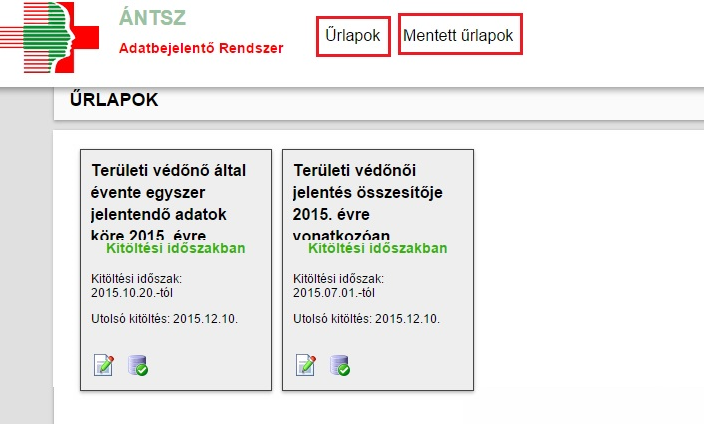 ÁNTSZ
Adatbejelentő Rendszer
Űrlapok
Mentett űrlapok
ŰRLAPOK
Területi védőnő által
évente egyszer
jelentendő adatok
köre 2015. évre
Kitöltési időszakban
Kitöltési időszak:
2015.10.20.-tól
Utolsó kitöltés: 2015.12.10.
Területi védőnői
jelentés összesítője
2015. évre
vonatkozóan
Kitöltési időszakban
Kitöltési időszak:
2015.07.01.-tól
Utolsó kitöltés: 2015.12.10.